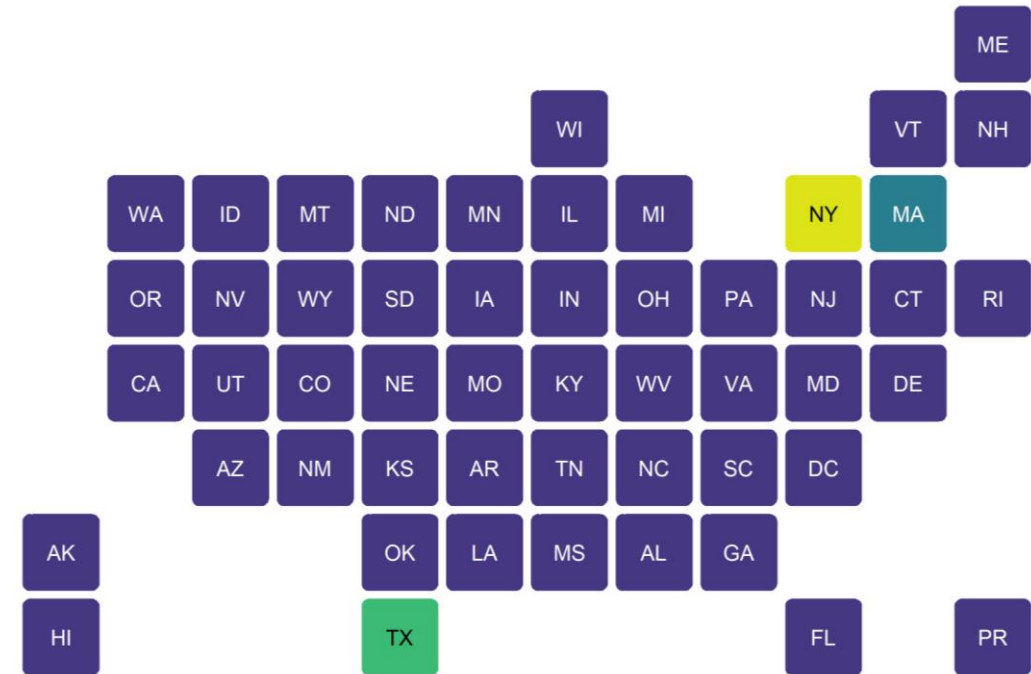 ME
WI VT NH
WA ID MT ND MN IL MI NY MA
OR NV WY SD IA IN OH PA NJ CT RI
CA UT CO NE MO KY WV VA MD DE
AZ NM KS AR TN NC SC DC
AK OK LA MS AL GA
HI TX FL PR